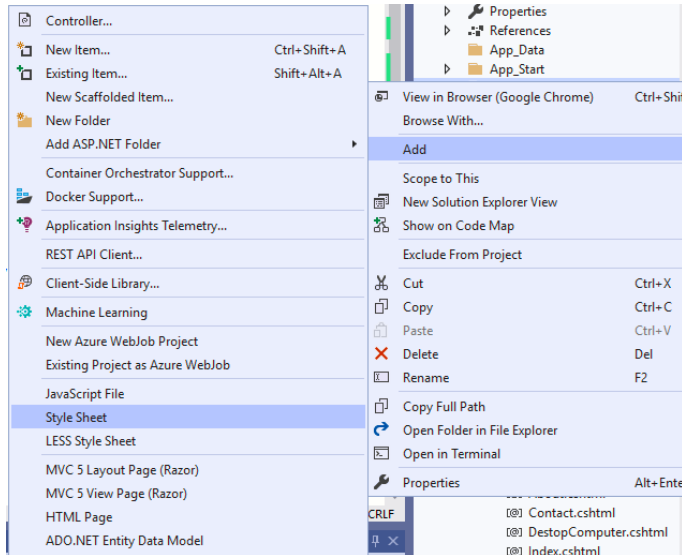 Controller...
New Item... Ctrl+Shift+A
Existing Item... Shift+Alt+A
New Scaffolded Item...
New Folder
Add ASP.NET Folder
Container Orchestrator Support...
Docker Support...
Application Insights Telemetry...
REST API Client...
Client-Side Library...
Machine Learning
New Azure WebJob Project
Existing Project as Azure WebJob
JavaScript File
Style Sheet
LESS Style Sheet
MVC 5 Layout Page (Razor)
MVC 5 View Page (Razor)
HTML Page
ADO.NET Entity Data Model
Properties
References
App_Data
App_Start
View in Browser (Google Chrome) Ctrl+Shi
Browse With...
Add
Scope to This
New Solution Explorer View
Show on Code Map
Exclude From Project
Cut Ctrl+X
Copy Ctrl+C
Paste Ctrl+V
Delete Del
Rename F2
Copy Full Path
Open Folder in File Explorer
Open in Terminal
Properties Alt+Ente
CRLF
Contact.cshtml
DestopComputer.cshtml
Index.cshtml